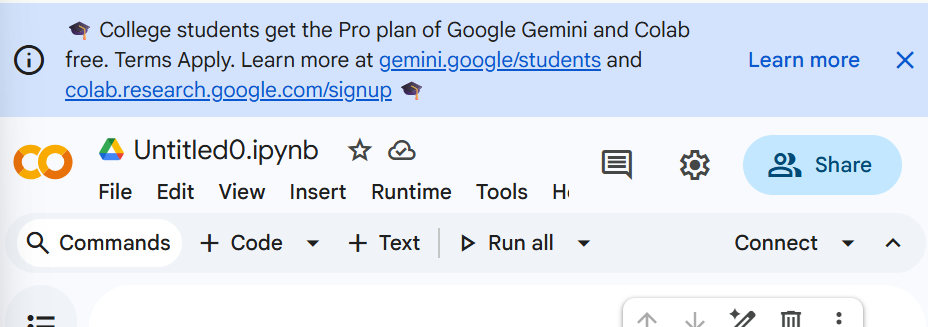 🎓 College students get the Pro plan of Google Gemini and Colab
free. Terms Apply. Learn more at gemini.google/students and
colab.research.google.com/signup 🎓
Learn more
Untitled0.ipynb
Share
File Edit View Insert Runtime Tools
Commands + Code + Text Run all Connect